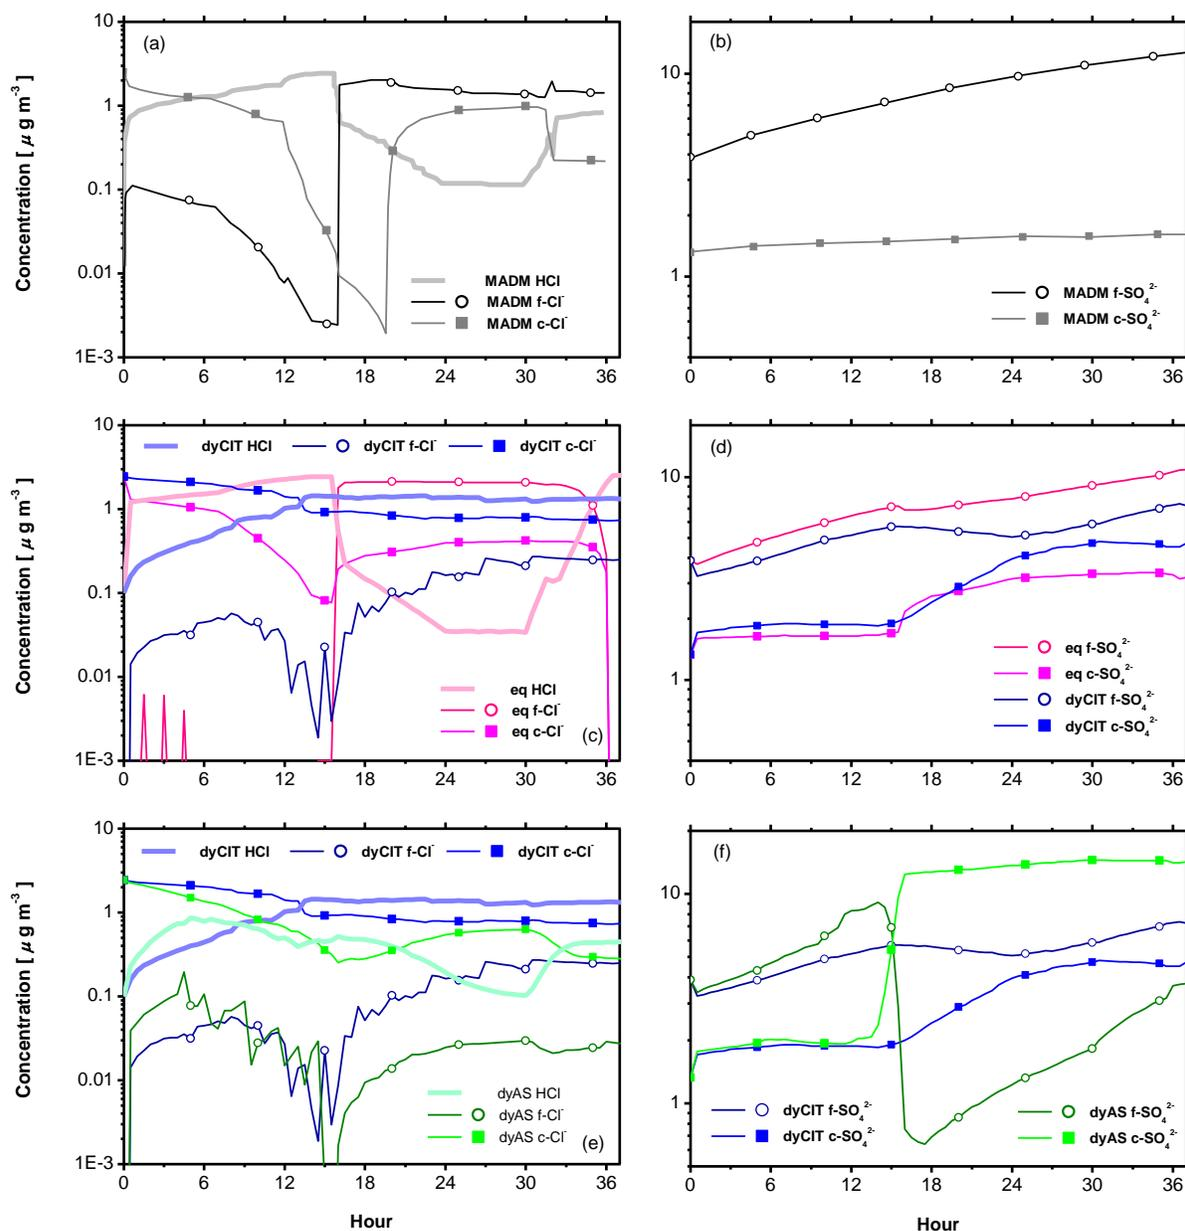 10
1
0.1
0.01
1E-3
(a)
MADM HCl
MADM f-Cl⁻
MADM c-Cl⁻
0 6 12 18 24 30 36
Concentration [ μ g m⁻³ ]
10
1
(b)
MADM f-SO₄²⁻
MADM c-SO₄²⁻
0 6 12 18 24 30 36
10
1
0.1
0.01
1E-3
dyCIT HCl dyCIT f-Cl⁻ dyCIT c-Cl⁻
eq HCl
eq f-Cl⁻
eq c-Cl⁻
(c)
0 6 12 18 24 30 36
Concentration [ μ g m⁻³ ]
10
1
(d)
eq f-SO₄²⁻
eq c-SO₄²⁻
dyCIT f-SO₄²⁻
dyCIT c-SO₄²⁻
0 6 12 18 24 30 36
10
1
0.1
0.01
1E-3
dyCIT HCl dyCIT f-Cl⁻ dyCIT c-Cl⁻
dyAS HCl
dyAS f-Cl⁻
dyAS c-Cl⁻
(e)
0 6 12 18 24 30 36
Concentration [ μ g m⁻³ ]
Hour
10
1
(f)
dyCIT f-SO₄²⁻ dyAS f-SO₄²⁻
dyCIT c-SO₄²⁻ dyAS c-SO₄²⁻
0 6 12 18 24 30 36
Hour